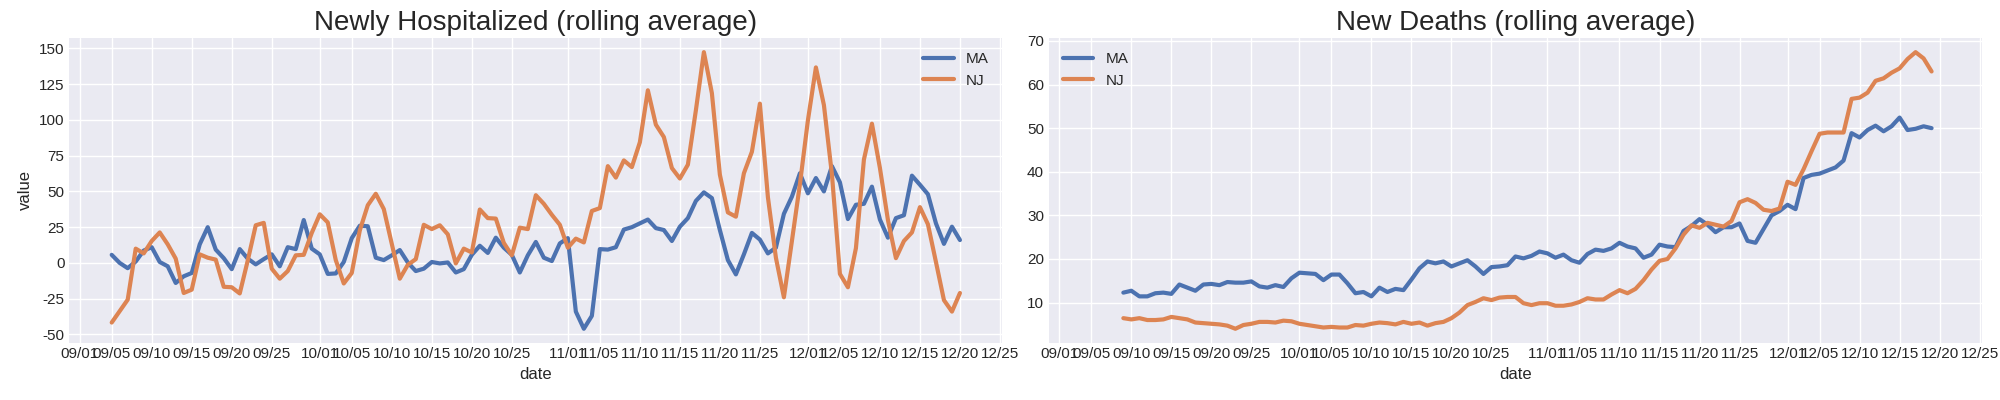 Newly Hospitalized (rolling average)
150
125
100
75
50
25
0
-25
-50
value
MA
NJ
09/01 09/05 09/10 09/15 09/20 09/25 10/01 10/05 10/10 10/15 10/20 10/25 11/01 11/05 11/10 11/15 11/20 11/25 12/01 12/05 12/10 12/15 12/20 12/25
date
New Deaths (rolling average)
70
60
50
40
30
20
10
MA
NJ
09/01 09/05 09/10 09/15 09/20 09/25 10/01 10/05 10/10 10/15 10/20 10/25 11/01 11/05 11/10 11/15 11/20 11/25 12/01 12/05 12/10 12/15 12/20 12/25
date